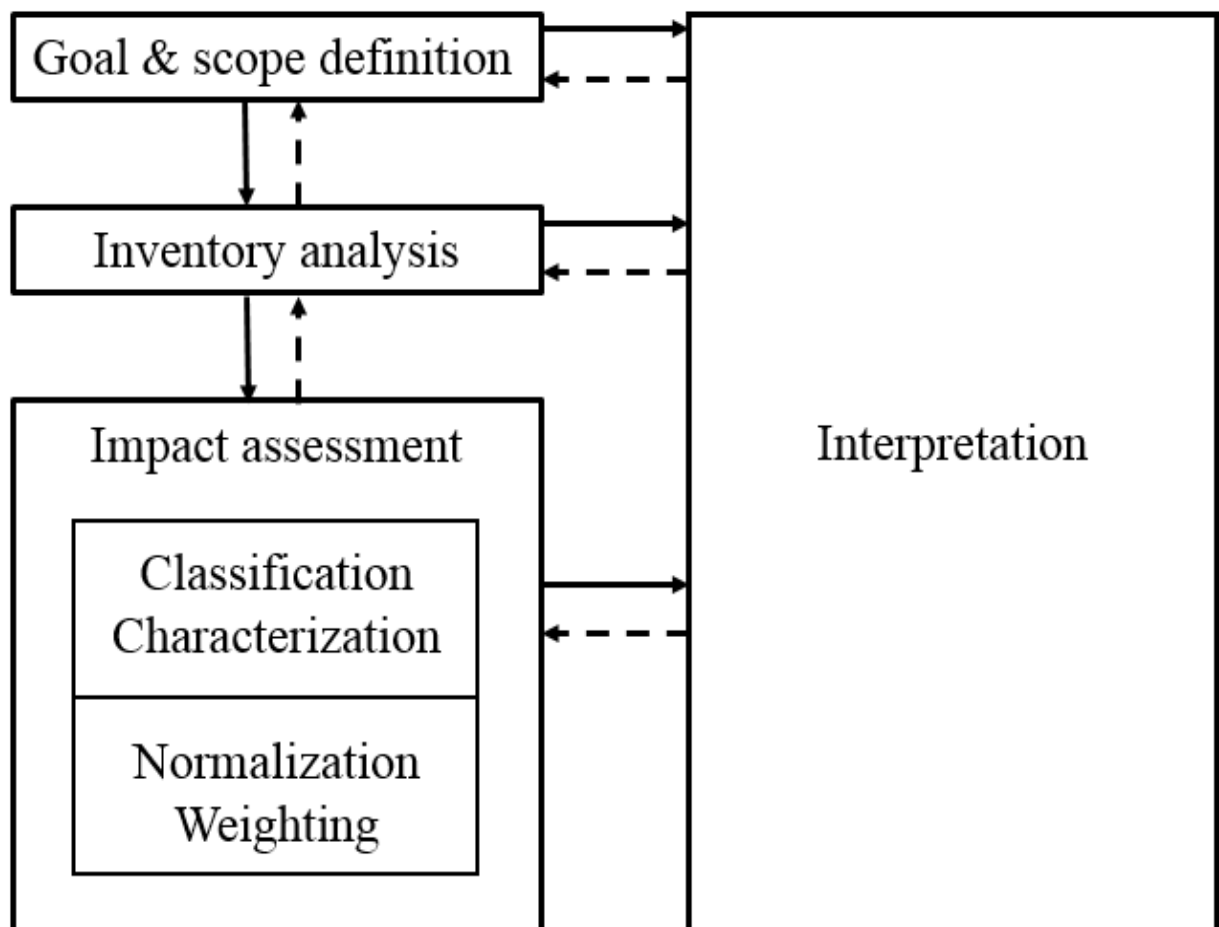 Goal & scope definition
Inventory analysis
Impact assessment
Classification
Characterization
Normalization
Weighting
Interpretation